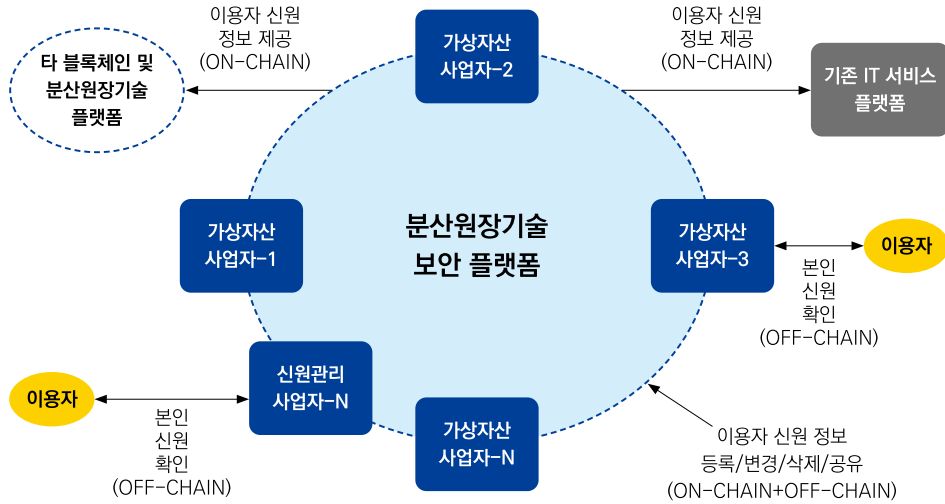 이용자 신원
정보 제공
(ON-CHAIN)
가상자산
사업자-2
이용자 신원
정보 제공
(ON-CHAIN)
타 블록체인 및
분산원장기술
플랫폼
기존 IT 서비스
플랫폼
가상자산
사업자-1
분산원장기술
보안 플랫폼
가상자산
사업자-3
이용자
본인
신원
확인
(OFF-CHAIN)
신원관리
사업자-N
이용자
본인
신원
확인
(OFF-CHAIN)
가상자산
사업자-N
이용자 신원 정보
등록/변경/삭제/공유
(ON-CHAIN+OFF-CHAIN)